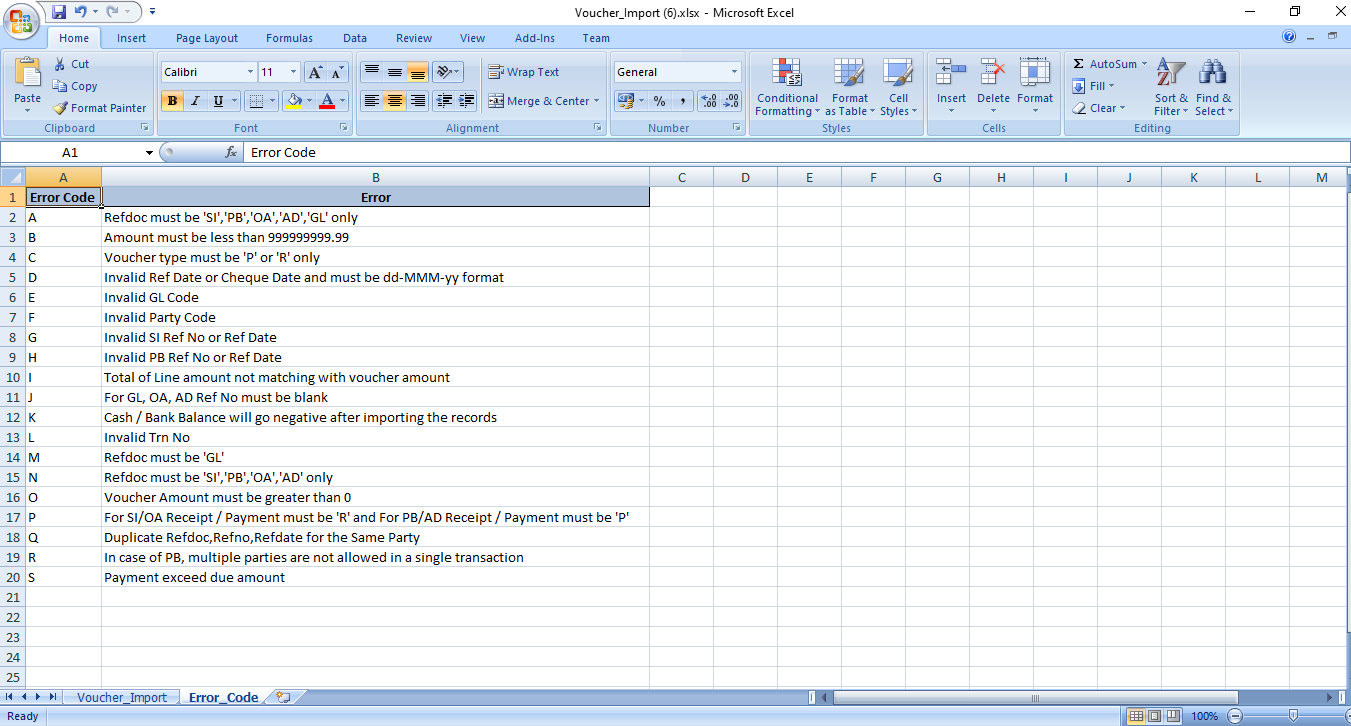 Voucher_Import (6).xlsx - Microsoft Excel
Home Insert Page Layout Formulas Data Review View Add-Ins Team
Paste Cut Copy Format Painter Clipboard
Calibri 11 B I U A Font
Wrap Text Merge & Center Alignment
General % , Number
Conditional Formatting Format as Table Cell Styles Styles
Insert Delete Format Cells
Σ AutoSum Fill Clear Sort & Filter Find & Select Editing
A1 fx Error Code
A B C D E F G H I J K L M
1 Error Code Error
2 A Refdoc must be 'SI','PB','OA','AD','GL' only
3 B Amount must be less than 999999999.99
4 C Voucher type must be 'P' or 'R' only
5 D Invalid Ref Date or Cheque Date and must be dd-MMM-yy format
6 E Invalid GL Code
7 F Invalid Party Code
8 G Invalid SI Ref No or Ref Date
9 H Invalid PB Ref No or Ref Date
10 I Total of Line amount not matching with voucher amount
11 J For GL, OA, AD Ref No must be blank
12 K Cash / Bank Balance will go negative after importing the records
13 L Invalid Trn No
14 M Refdoc must be 'GL'
15 N Refdoc must be 'SI','PB','OA','AD' only
16 O Voucher Amount must be greater than 0
17 P For SI/OA Receipt / Payment must be 'R' and For PB/AD Receipt / Payment must be 'P'
18 Q Duplicate Refdoc,Refno,Refdate for the Same Party
19 R In case of PB, multiple parties are not allowed in a single transaction
20 S Payment exceed due amount
21
22
23
24
25
Voucher_Import Error_Code
Ready 100%